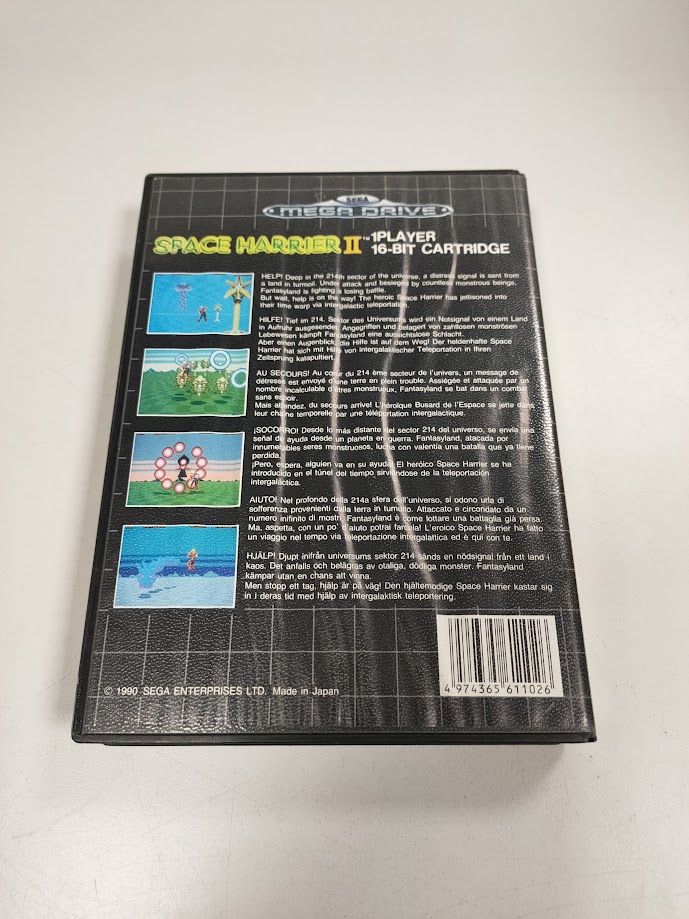 SEGA
MEGA DRIVE
SPACE HARRIER II™ 1PLAYER
16-BIT CARTRIDGE
HELP! Deep in the 214th sector of the universe, a distress signal is sent from
a land in turmoil. Under attack and besieged by countless monstrous beings,
Fantasyland is fighting a losing battle.
But wait, help is on the way! The heroic Space Harrier has jettisoned into
their time warp via intergalactic teleportation.
HILFE! Tief im 214. Sektor des Universums wird ein Notsignal von einem Land
in Aufruhr ausgesendet. Angegriffen und belagert von zahllosen monströsen
Lebewesen kämpft Fantasyland eine aussichtslose Schlacht.
Aber einen Augenblick, die Hilfe ist auf dem Weg! Der heldenhafte Space
Harrier hat sich mit Hilfe von intergalaktischer Teleportation in Ihren
Zeitsprung katapultiert.
AU SECOURS! Au cœur du 214 ème secteur de l'univers, un message de
détresse est envoyé d'une terre en plein trouble. Assiégée et attaquée par un
nombre incalculable d'êtres monstrueux, Fantasyland se bat dans un combat
sans espoir.
Mais attendez, du secours arrive! L'héroïque Busard de l'Espace se jette dans
leur chaîne temporelle par une téléportation intergalactique.
¡SOCORRO! Desde lo más distante del sector 214 del universo, se envía una
señal de ayuda desde un planeta en guerra. Fantasyland, atacada por
innumerables seres monstruosos, lucha con valentía una batalla que ya tiene
perdida.
¡Pero, espera, alguien va en su ayuda! El heróico Space Harrier se ha
introducido en el túnel del tiempo sirviéndose de la teleportación
intergaláctica.
AIUTO! Nel profondo della 214a sfera dell'universo, si odono urla di
sofferenza provenienti dalla terra in tumulto. Attaccato e circondato da un
numero inifinito di mostri, Fantasyland è come lottare una battaglia già persa.
Ma, aspetta, con un po' d'aiuto potrai farcela! L'eroico Space Harrier ha fatto
un viaggio nel tempo via teleportazione intergalattica ed è qui con te.
HJÄLP! Djupt inifrån universums sektor 214 sänds en nödsignal från ett land i
kaos. Det anfalls och belägras av otaliga, dödliga monster. Fantasyland
kämpar utan en chans att vinna.
Men stopp ett tag, hjälp är på väg! Den hjältemodige Space Harrier kastar sig
in i deras tid med hjälp av intergalaktisk teleportering.
4 974365 611026
© 1990 SEGA ENTERPRISES LTD. Made in Japan